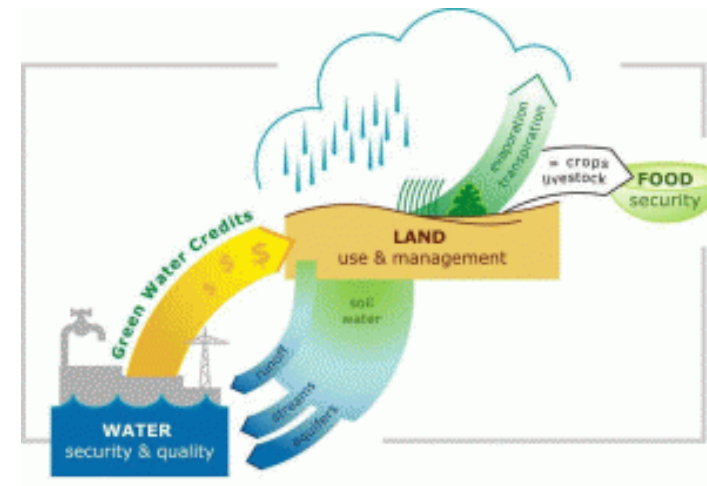 evaporation
transpiration
= crops
livestock
FOOD
security
Green Water Credits
$ $ $
LAND
use & management
soil
water
runoff
streams
aquifers
WATER
security & quality